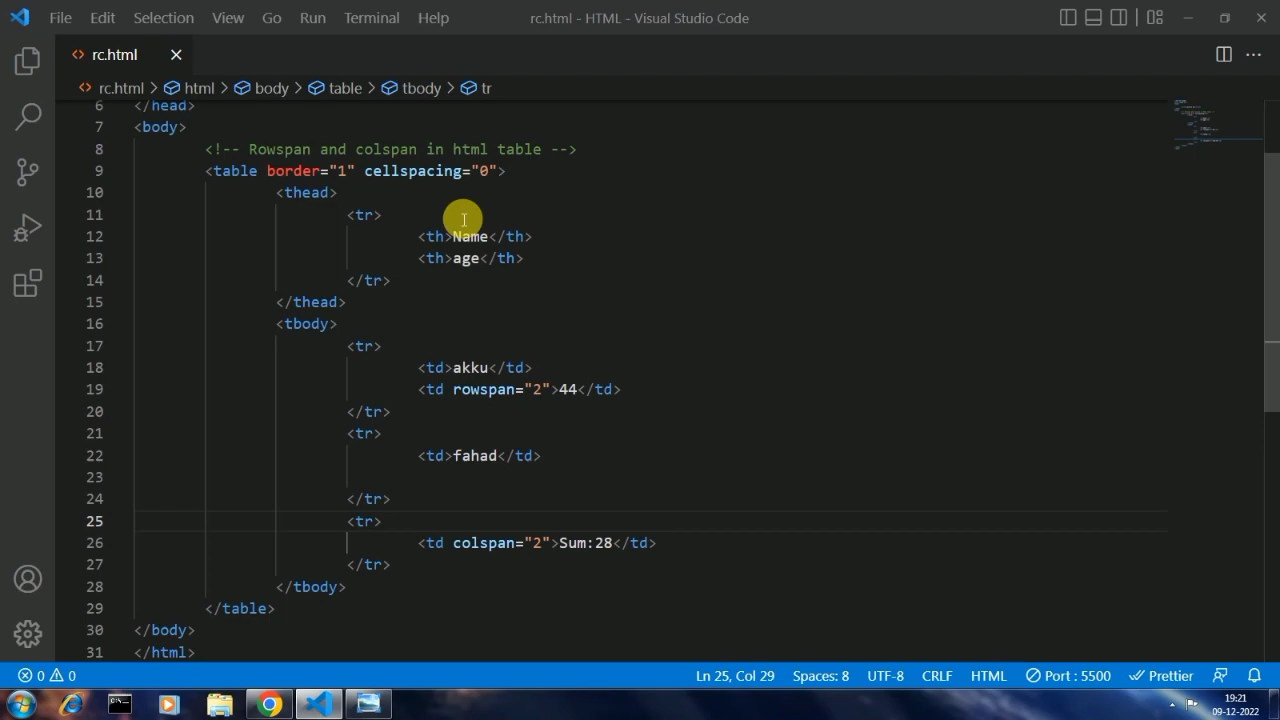 File Edit Selection View Go Run Terminal Help rc.html - HTML - Visual Studio Code
rc.html
rc.html > html > body > table > tbody > tr
6 </head>
7 <body>
8 <!-- Rowspan and colspan in html table -->
9 <table border="1" cellspacing="0">
10 <thead>
11 <tr>
12 <th>Name</th>
13 <th>age</th>
14 </tr>
15 </thead>
16 <tbody>
17 <tr>
18 <td>akku</td>
19 <td rowspan="2">44</td>
20 </tr>
21 <tr>
22 <td>fahad</td>
23
24 </tr>
25 <tr>
26 <td colspan="2">Sum:28</td>
27 </tr>
28 </tbody>
29 </table>
30 </body>
31 </html>
0 0 Ln 25, Col 29 Spaces: 8 UTF-8 CRLF HTML Port : 5500 Prettier
19:21
09-12-2022